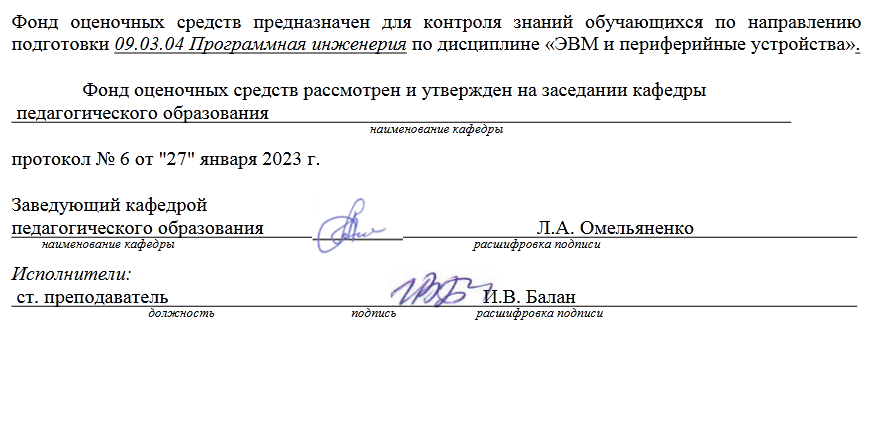 Фонд оценочных средств предназначен для контроля знаний обучающихся по направлению
подготовки 09.03.04 Программная инженерия по дисциплине «ЭВМ и периферийные устройства».
Фонд оценочных средств рассмотрен и утвержден на заседании кафедры
педагогического образования
наименование кафедры
протокол № 6 от "27" января 2023 г.
Заведующий кафедрой
педагогического образования Л.А. Омельяненко
наименование кафедры расшифровка подписи
Исполнители:
ст. преподаватель И.В. Балан
должность подпись расшифровка подписи